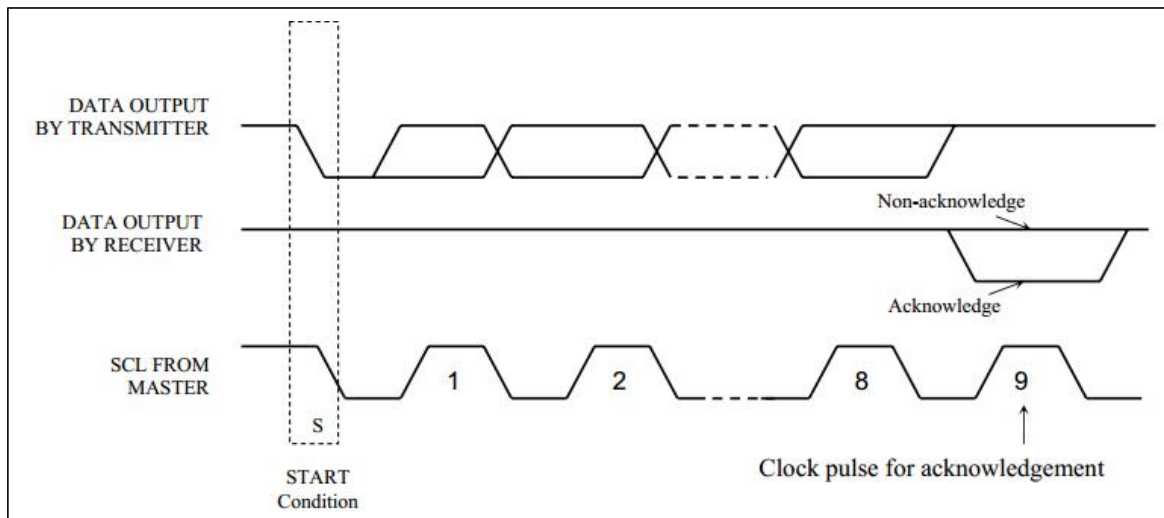 DATA OUTPUT
BY TRANSMITTER
DATA OUTPUT
BY RECEIVER
Non-acknowledge
Acknowledge
SCL FROM
MASTER
1
2
8
9
S
START
Condition
Clock pulse for acknowledgement